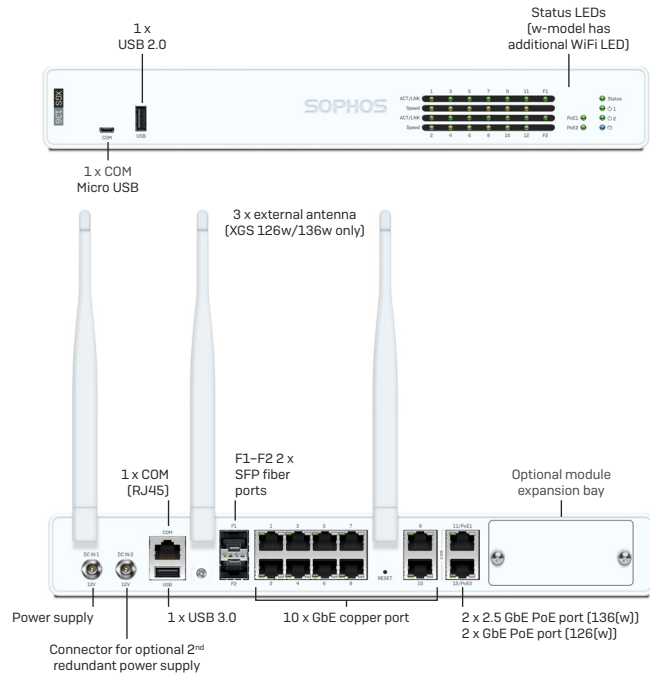 1 x
USB 2.0
Status LEDs
(w-model has
additional WiFi LED)
XGS 136
COM
USB
SOPHOS
1 3 5 7 9 11 F1
ACT/LNK
Speed
ACT/LNK
Speed
2 4 6 8 10 12 F2
PoE1
PoE2
Status
1
2
1 x COM
Micro USB
3 x external antenna
(XGS 126w/136w only)
1 x COM
(RJ45)
F1–F2 2 x
SFP fiber
ports
Optional module
expansion bay
DC IN 1
12V
DC IN 2
12V
COM
USB
F1
F2
1 3 5 7
2 4 6 8
RESET
9
10
11/PoE1
12/PoE2
Power supply
Connector for optional 2nd
redundant power supply
1 x USB 3.0
10 x GbE copper port
2 x 2.5 GbE PoE port (136(w))
2 x GbE PoE port (126(w))